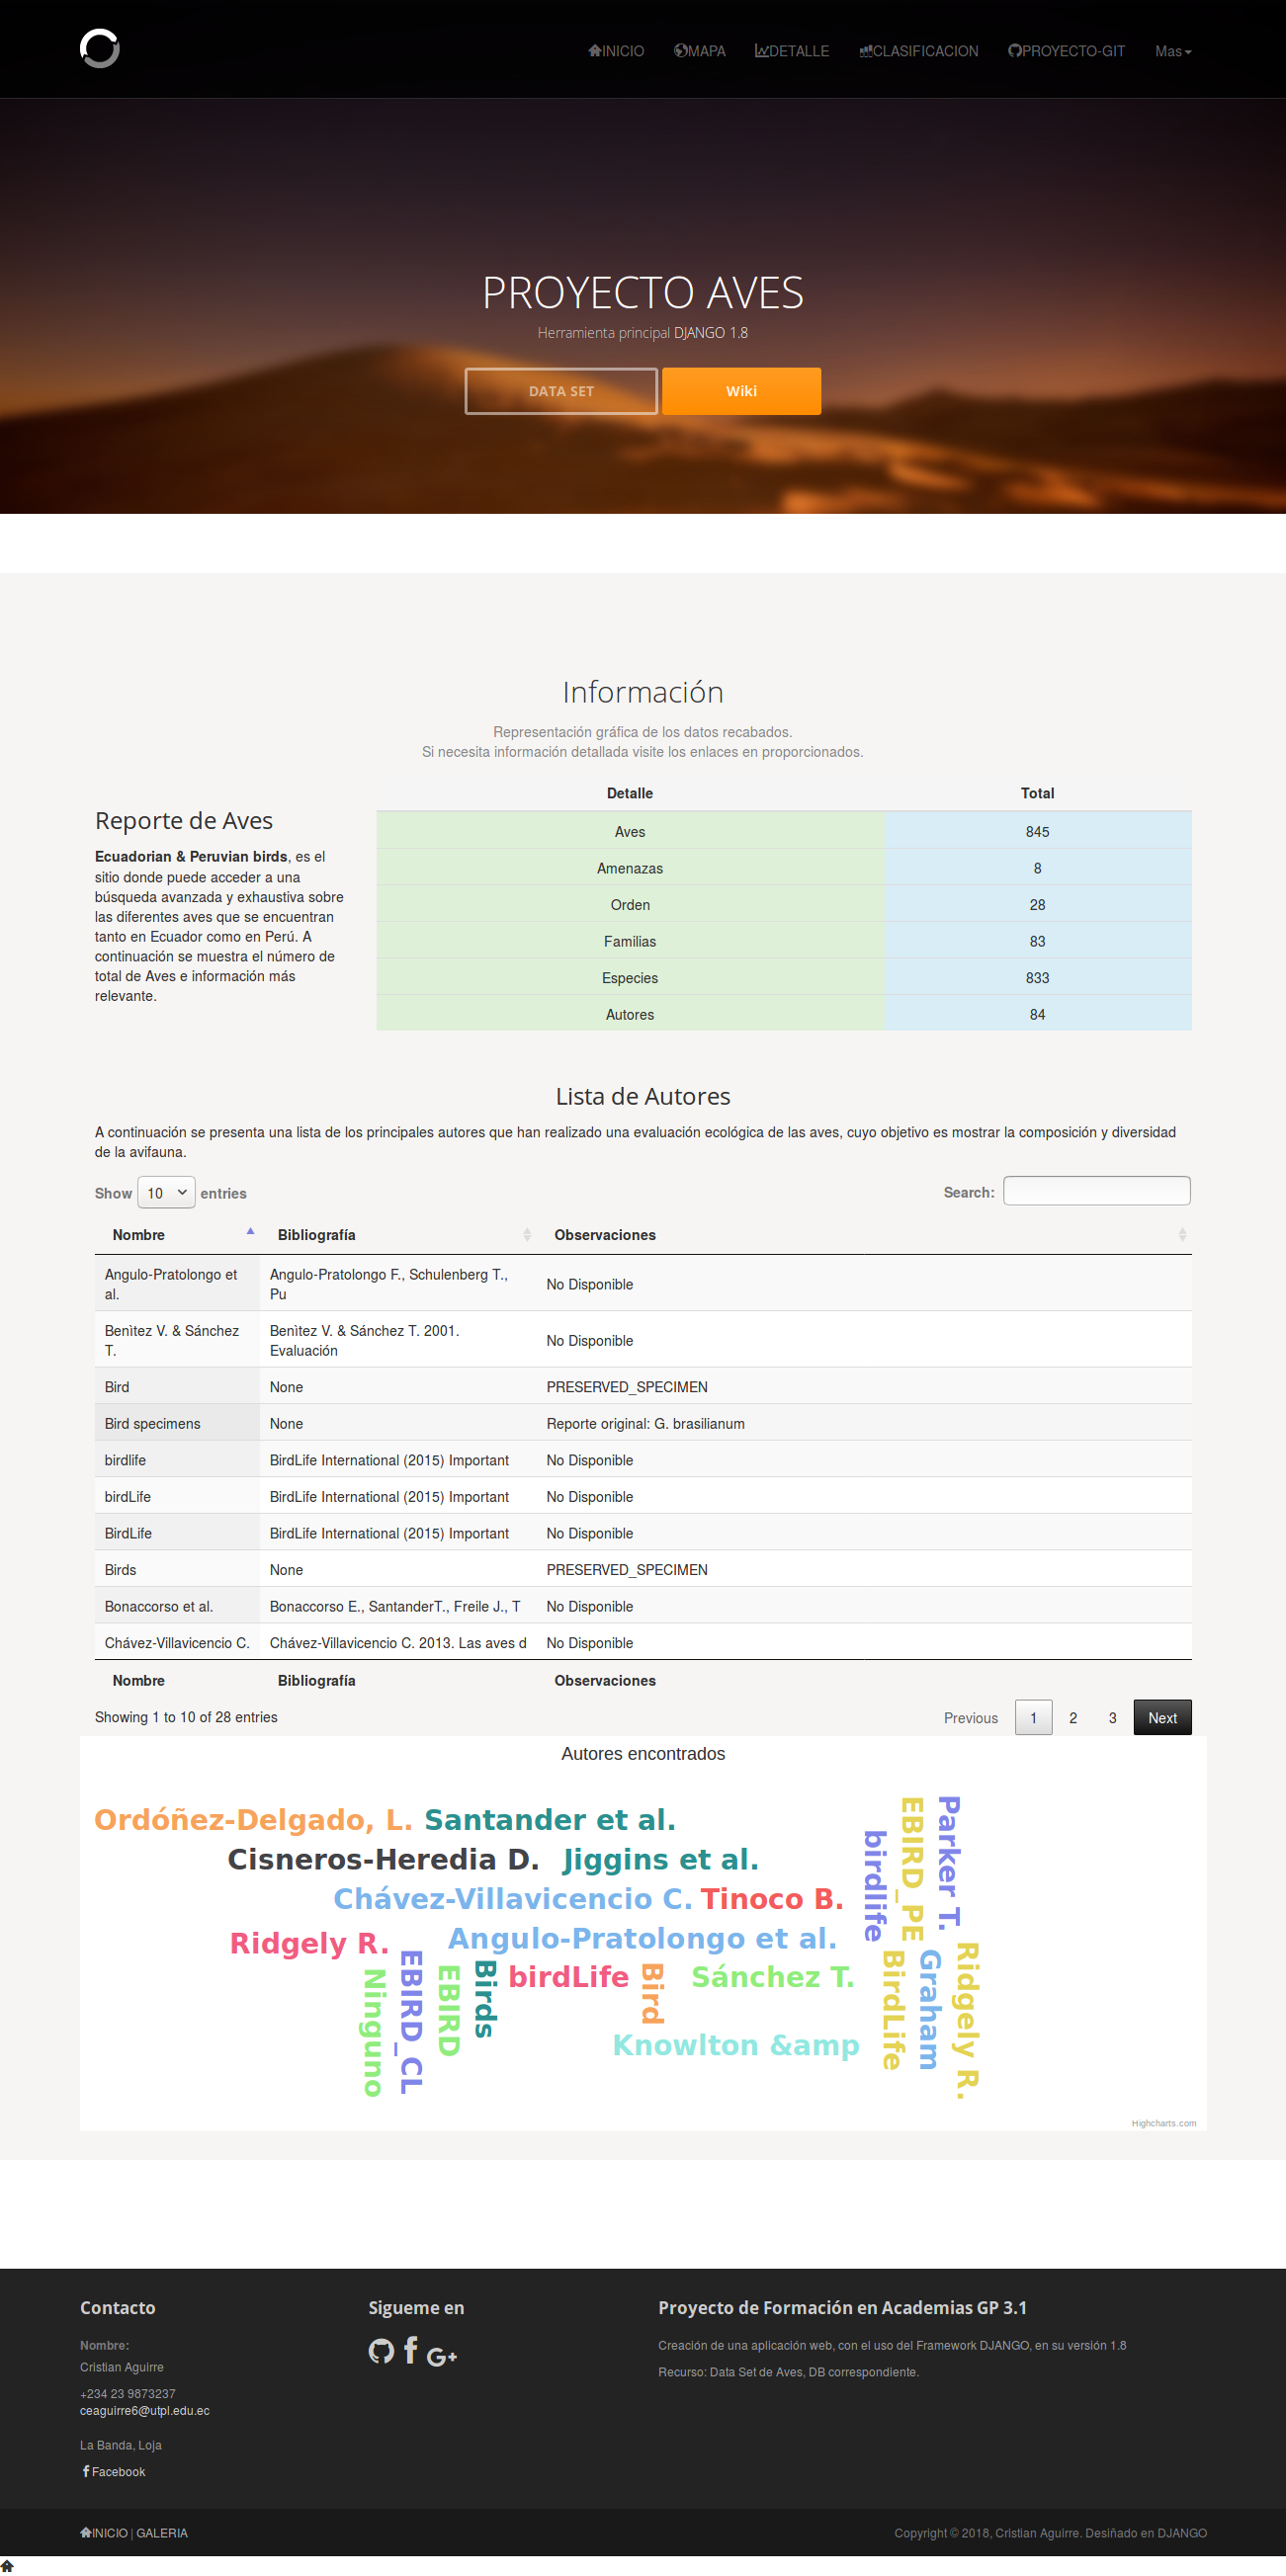 INICIO MAPA DETALLE CLASIFICACION PROYECTO-GIT Mas
PROYECTO AVES
Herramienta principal DJANGO 1.8
DATA SET Wiki
Información
Representación gráfica de los datos recabados.
Si necesita información detallada visite los enlaces en proporcionados.
Reporte de Aves
Ecuadorian & Peruvian birds, es el
sitio donde puede acceder a una
búsqueda avanzada y exhaustiva sobre
las diferentes aves que se encuentran
tanto en Ecuador como en Perú. A
continuación se muestra el número de
total de Aves e información más
relevante.
Detalle Total
Aves 845
Amenazas 8
Orden 28
Familias 83
Especies 833
Autores 84
Lista de Autores
A continuación se presenta una lista de los principales autores que han realizado una evaluación ecológica de las aves, cuyo objetivo es mostrar la composición y diversidad
de la avifauna.
Show 10 entries Search:
Nombre Bibliografía Observaciones
Angulo-Pratolongo et
al.
Angulo-Pratolongo F., Schulenberg T.,
Pu
No Disponible
Benìtez V. & Sánchez
T.
Benìtez V. & Sánchez T. 2001.
Evaluación
No Disponible
Bird None PRESERVED_SPECIMEN
Bird specimens None Reporte original: G. brasilianum
birdlife BirdLife International (2015) Important No Disponible
birdLife BirdLife International (2015) Important No Disponible
BirdLife BirdLife International (2015) Important No Disponible
Birds None PRESERVED_SPECIMEN
Bonaccorso et al. Bonaccorso E., SantanderT., Freile J., T No Disponible
Chávez-Villavicencio C. Chávez-Villavicencio C. 2013. Las aves d No Disponible
Nombre Bibliografía Observaciones
Showing 1 to 10 of 28 entries Previous 1 2 3 Next
Autores encontrados
Ordóñez-Delgado, L. Santander et al.
Cisneros-Heredia D. Jiggins et al.
Chávez-Villavicencio C. Tinoco B.
Ridgely R. Angulo-Pratolongo et al.
birdLife Sánchez T.
Knowlton &amp
Ninguno
EBIRD_CL
EBIRD
Birds
Bird
birdlife
EBIRD_PE
Parker T.
BirdLife
Graham
Ridgely R.
Highcharts.com
Contacto
Nombre:
Cristian Aguirre
+234 23 9873237
ceaguirre6@utpl.edu.ec
La Banda, Loja
Facebook
Sigueme en
Proyecto de Formación en Academias GP 3.1
Creación de una aplicación web, con el uso del Framework DJANGO, en su versión 1.8
Recurso: Data Set de Aves, DB correspondiente.
INICIO | GALERIA
Copyright © 2018, Cristian Aguirre. Desiñado en DJANGO